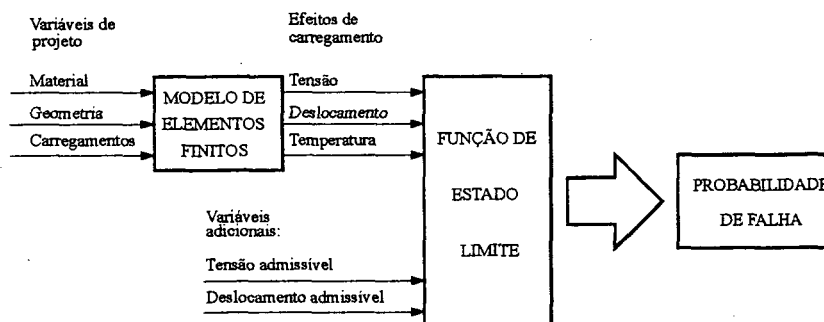 Variáveis de
projeto
Efeitos de
carregamento
Material
Geometria
Carregamentos
MODELO DE
ELEMENTOS
FINITOS
Tensão
Deslocamento
Temperatura
Variáveis
adicionais:
Tensão admissível
Deslocamento admissível
FUNÇÃO DE
ESTADO
LIMITE
PROBABILIDADE
DE FALHA